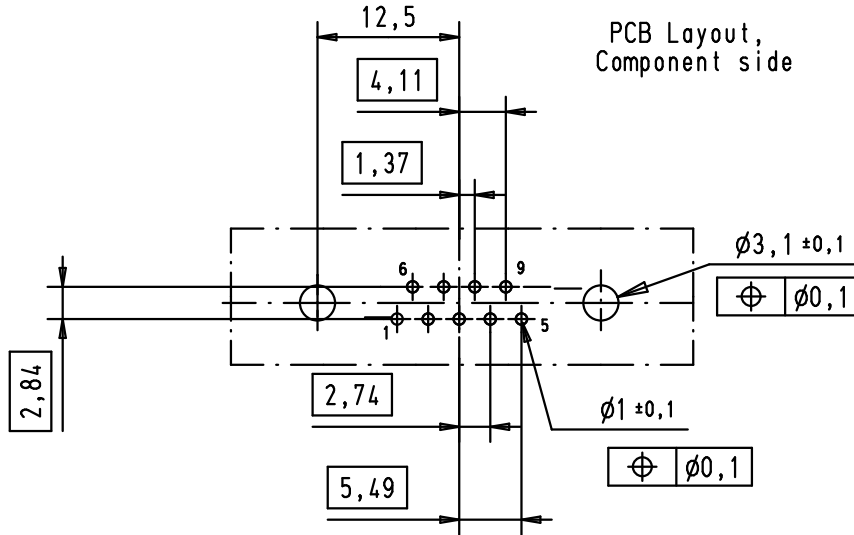 12,5
PCB Layout,
Component side
4,11
1,37
Ø3,1 ±0,1
6
9
⌖ Ø0,1
1
5
2,84
2,74
Ø1 ±0,1
⌖ Ø0,1
5,49